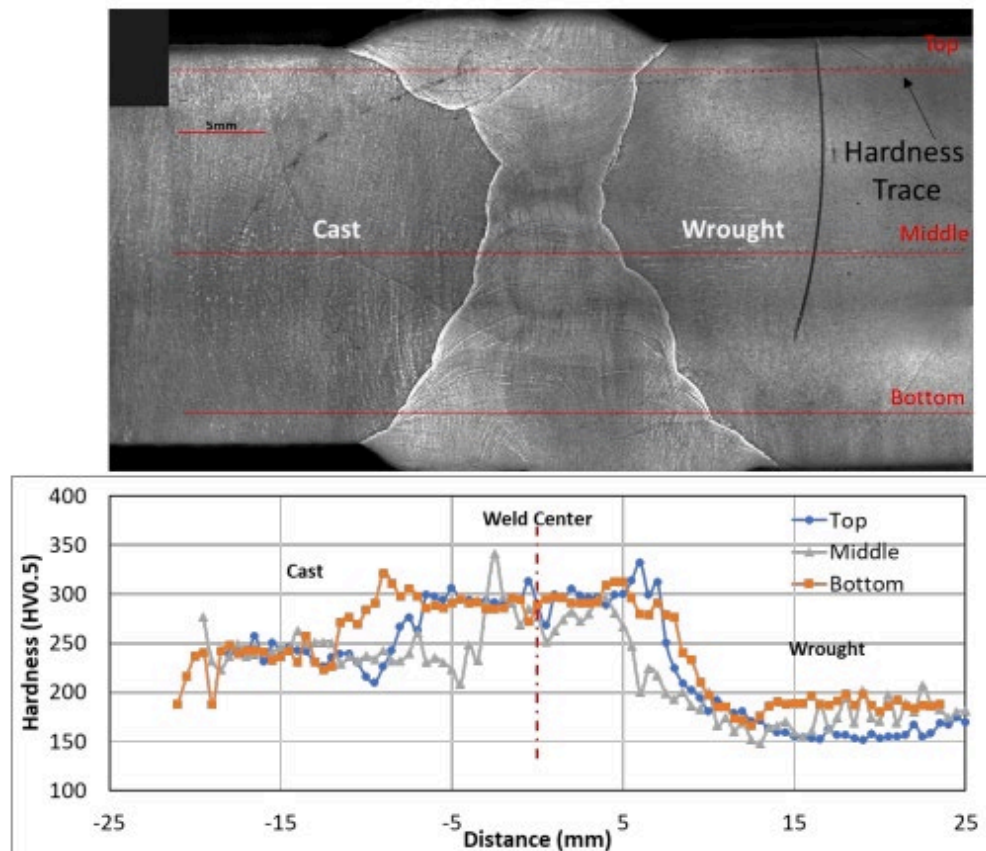 Top
5mm
Hardness
Trace
Cast
Wrought
Middle
Bottom
400
350
300
250
200
150
100
Hardness (HV0.5)
Weld Center
Cast
Wrought
Top
Middle
Bottom
-25
-15
-5
5
15
25
Distance (mm)